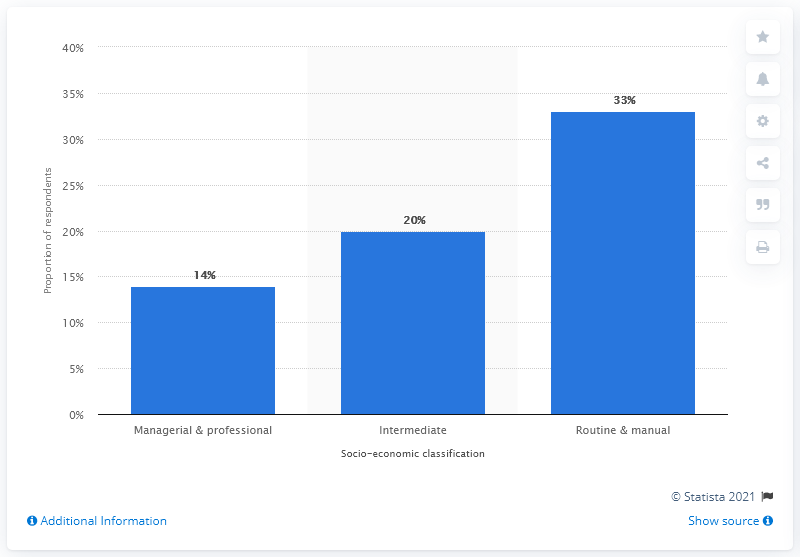 40%
35%
30%
25%
20%
15%
10%
5%
0%
Proportion of respondents
14%
20%
33%
Managerial & professional
Intermediate
Routine & manual
Socio-economic classification
© Statista 2021
Additional Information
Show source